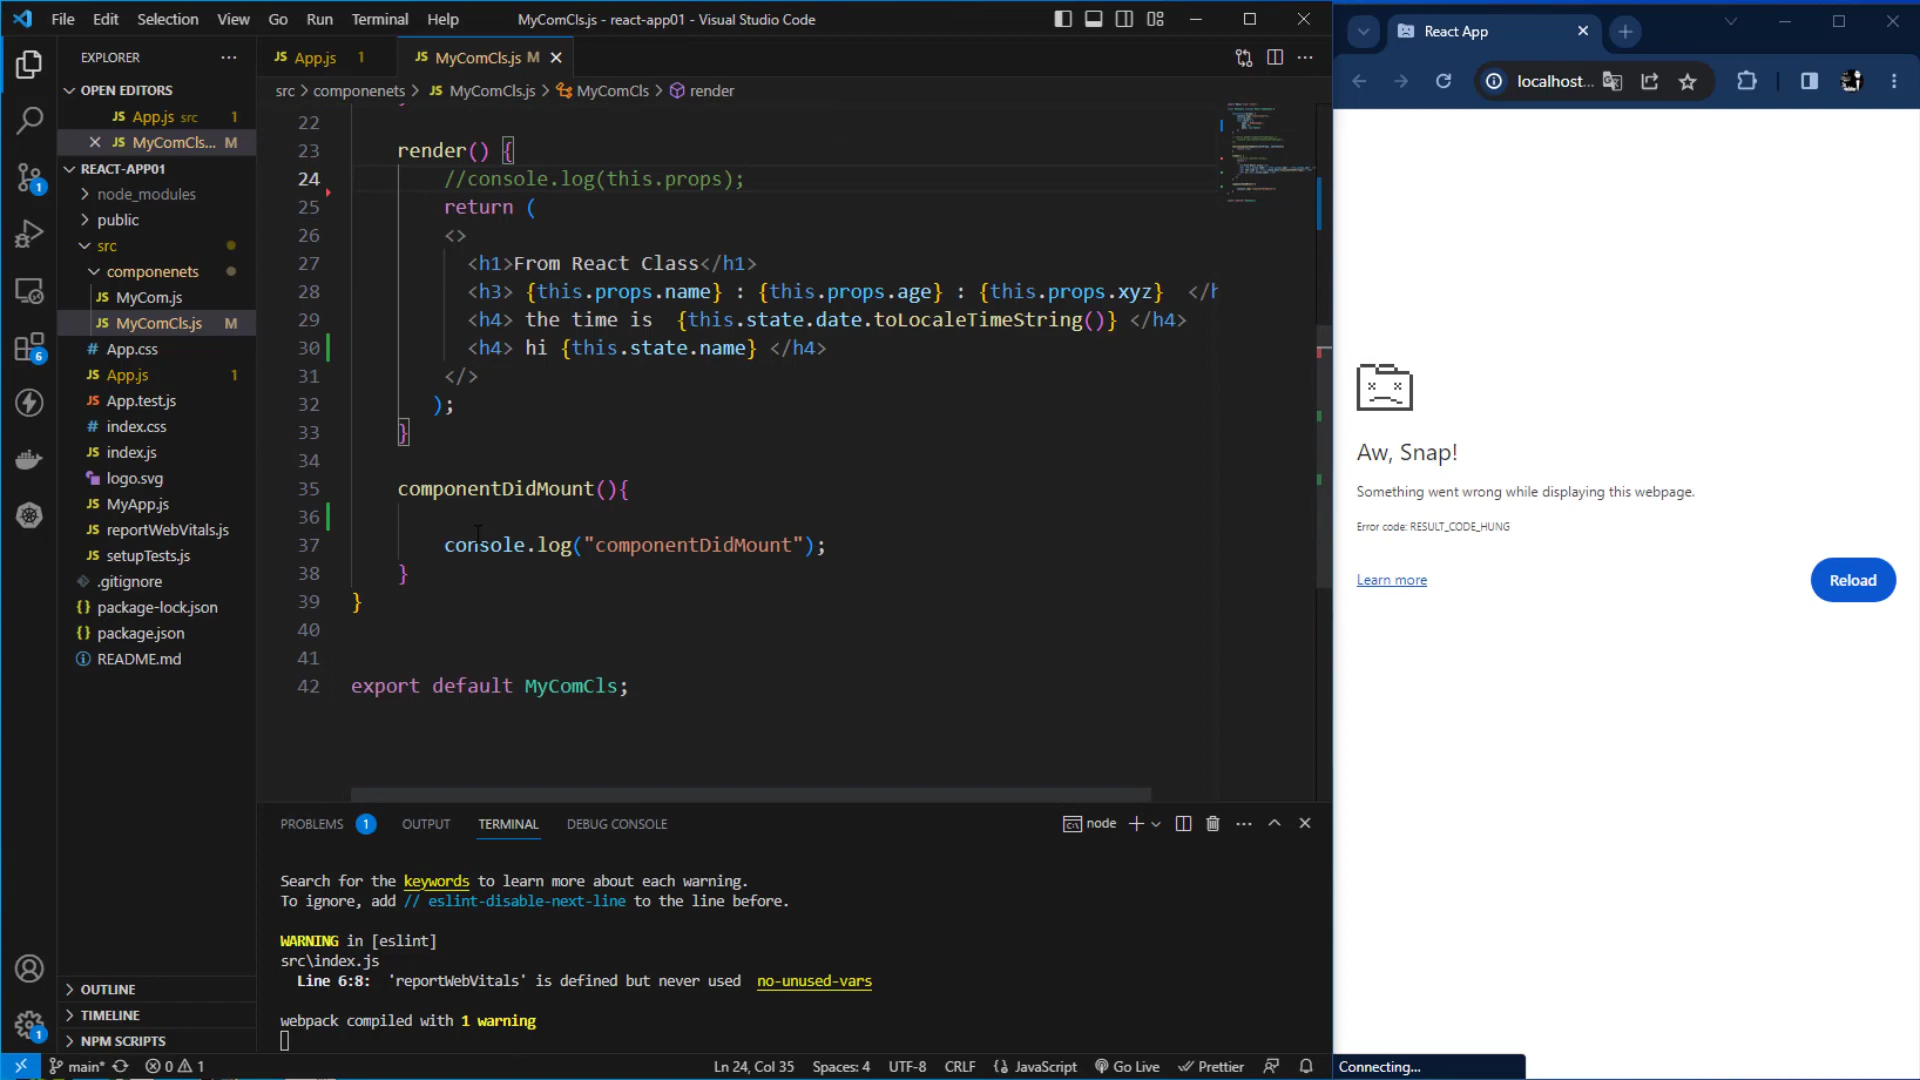 File Edit Selection View Go Run Terminal Help
MyComCls.js - react-app01 - Visual Studio Code
EXPLORER
OPEN EDITORS
App.js src 1
MyComCls... M
REACT-APP01
node_modules
public
src
componenets
MyCom.js
MyComCls.js M
App.css
App.js 1
App.test.js
index.css
index.js
logo.svg
MyApp.js
reportWebVitals.js
setupTests.js
.gitignore
package-lock.json
package.json
README.md
OUTLINE
TIMELINE
NPM SCRIPTS
1
6
1
JS App.js 1
JS MyComCls.js M
src > componenets > JS MyComCls.js > MyComCls > render
22
23 render() {
24 //console.log(this.props);
25 return (
26 <>
27 <h1>From React Class</h1>
28 <h3> {this.props.name} : {this.props.age} : {this.props.xyz} </h
29 <h4> the time is {this.state.date.toLocaleTimeString()} </h4>
30 <h4> hi {this.state.name} </h4>
31 </>
32 );
33 }
34
35 componentDidMount(){
36
37 console.log("componentDidMount");
38 }
39 }
40
41
42 export default MyComCls;
PROBLEMS 1 OUTPUT TERMINAL DEBUG CONSOLE
node
Search for the keywords to learn more about each warning.
To ignore, add // eslint-disable-next-line to the line before.
WARNING in [eslint]
src\index.js
Line 6:8: 'reportWebVitals' is defined but never used no-unused-vars
webpack compiled with 1 warning
main* 0 1
Ln 24, Col 35 Spaces: 4 UTF-8 CRLF {} JavaScript Go Live Prettier
React App
localhost...
Aw, Snap!
Something went wrong while displaying this webpage.
Error code: RESULT_CODE_HUNG
Learn more
Reload
Connecting...